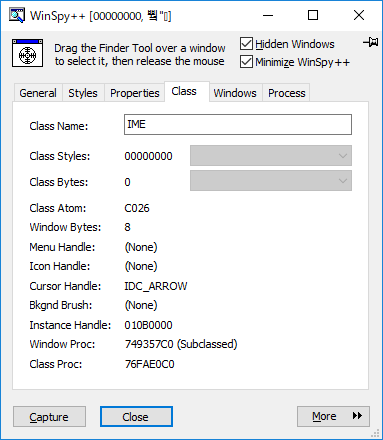 WinSpy++ [00000000,
Drag the Finder Tool over a window
to select it, then release the mouse
Hidden Windows
Minimize WinSpy++
General Styles Properties Class Windows Process
Class Name: IME
Class Styles: 00000000
Class Bytes: 0
Class Atom: C026
Window Bytes: 8
Menu Handle: (None)
Icon Handle: (None)
Cursor Handle: IDC_ARROW
Bkgnd Brush: (None)
Instance Handle: 010B0000
Window Proc: 749357C0 (Subclassed)
Class Proc: 76FAE0C0
Capture Close More